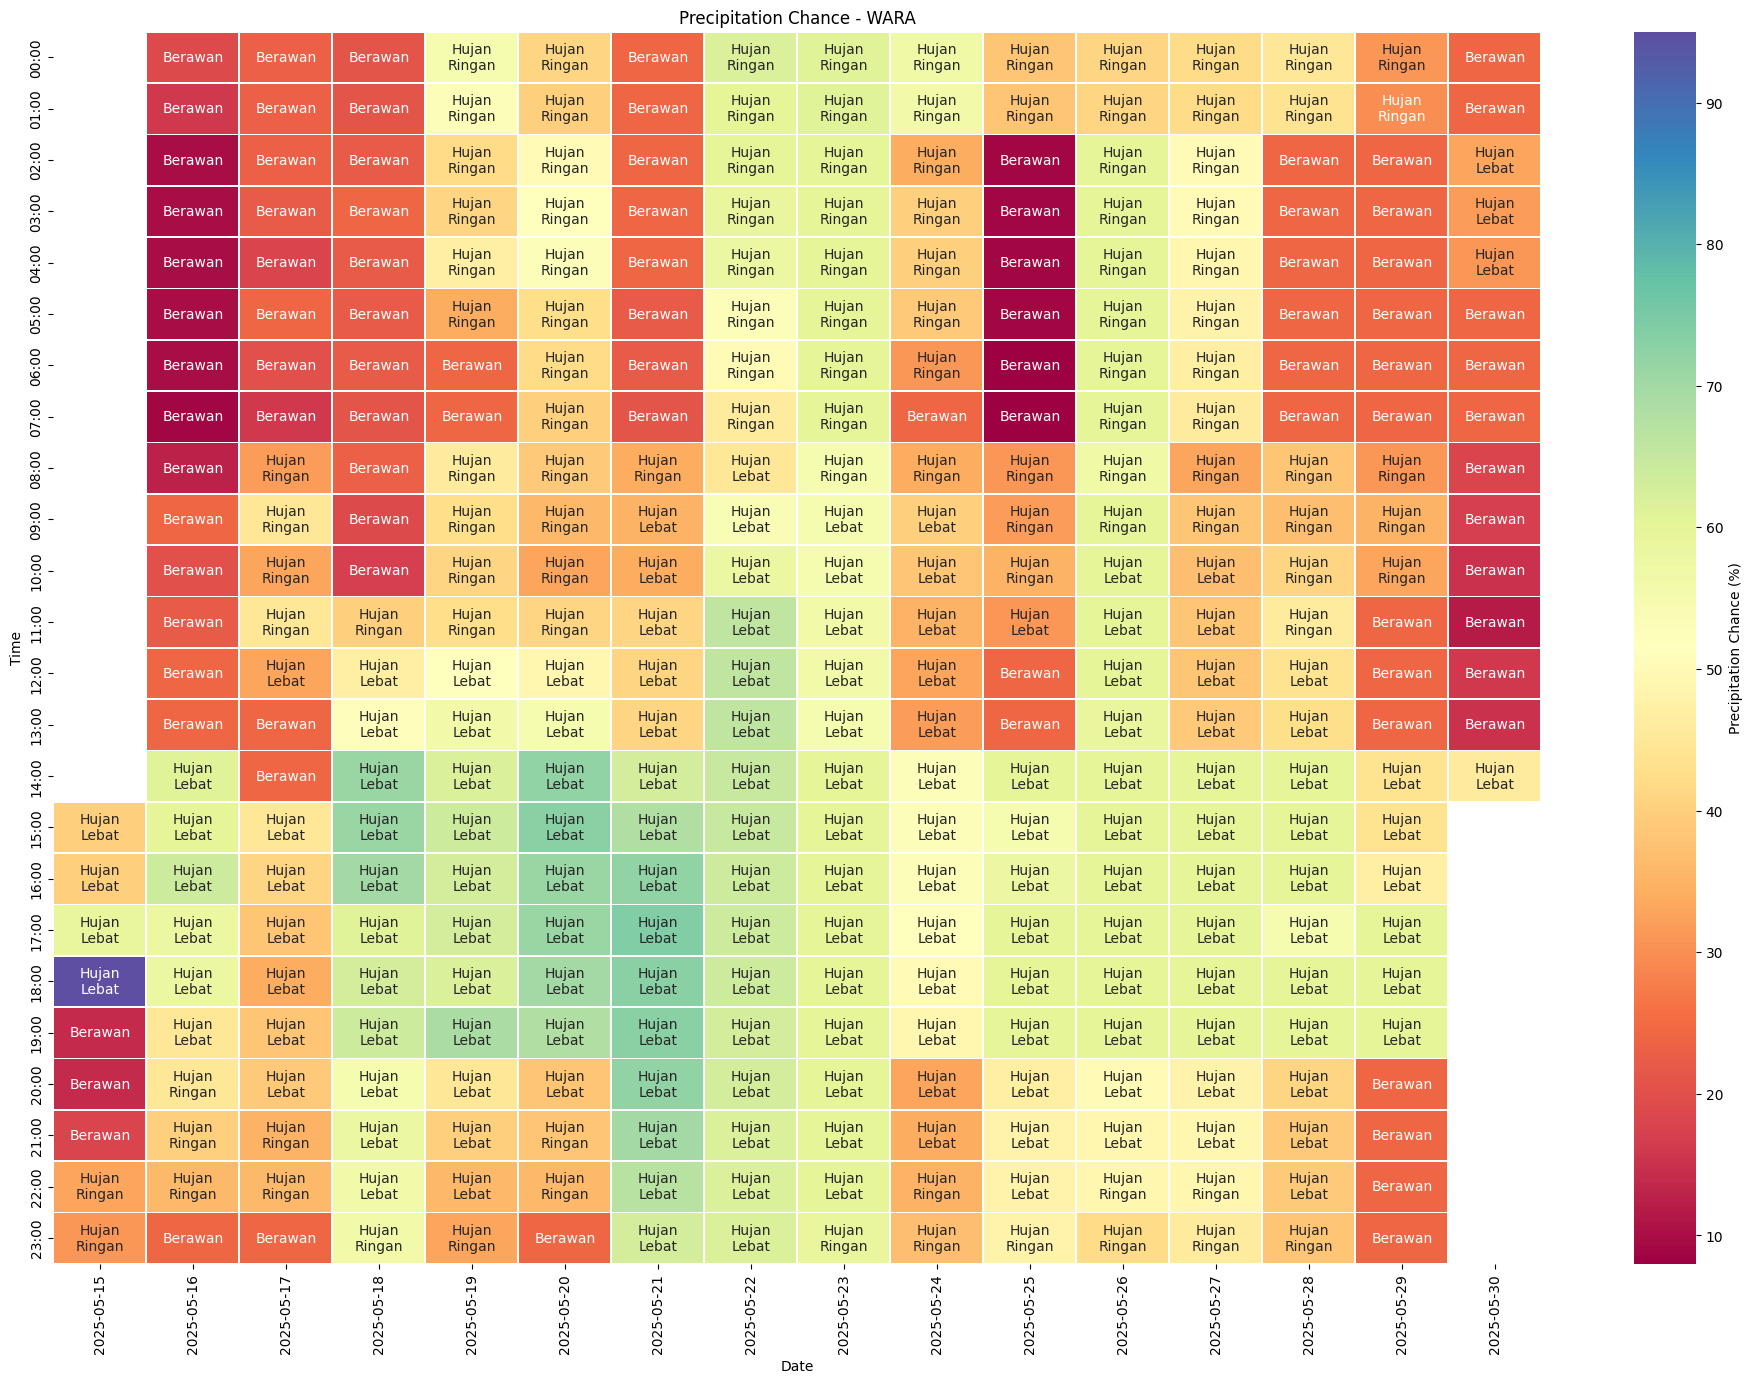 Precipitation Chance - WARA
00:00 Berawan Berawan Berawan Hujan Ringan Hujan Ringan Berawan Hujan Ringan Hujan Ringan Hujan Ringan Hujan Ringan Hujan Ringan Hujan Ringan Hujan Ringan Hujan Ringan Berawan
01:00 Berawan Berawan Berawan Hujan Ringan Hujan Ringan Berawan Hujan Ringan Hujan Ringan Hujan Ringan Hujan Ringan Hujan Ringan Hujan Ringan Hujan Ringan Hujan Ringan Berawan
02:00 Berawan Berawan Berawan Hujan Ringan Hujan Ringan Berawan Hujan Ringan Hujan Ringan Hujan Ringan Berawan Hujan Ringan Hujan Ringan Berawan Berawan Hujan Lebat
03:00 Berawan Berawan Berawan Hujan Ringan Hujan Ringan Berawan Hujan Ringan Hujan Ringan Hujan Ringan Berawan Hujan Ringan Hujan Ringan Berawan Berawan Hujan Lebat
04:00 Berawan Berawan Berawan Hujan Ringan Hujan Ringan Berawan Hujan Ringan Hujan Ringan Hujan Ringan Berawan Hujan Ringan Hujan Ringan Berawan Berawan Hujan Lebat
05:00 Berawan Berawan Berawan Hujan Ringan Hujan Ringan Berawan Hujan Ringan Hujan Ringan Hujan Ringan Berawan Hujan Ringan Hujan Ringan Berawan Berawan Berawan
06:00 Berawan Berawan Berawan Berawan Hujan Ringan Berawan Hujan Ringan Hujan Ringan Hujan Ringan Berawan Hujan Ringan Hujan Ringan Berawan Berawan Berawan
07:00 Berawan Berawan Berawan Berawan Hujan Ringan Berawan Hujan Ringan Hujan Ringan Berawan Berawan Hujan Ringan Hujan Ringan Berawan Berawan Berawan
08:00 Berawan Hujan Ringan Berawan Hujan Ringan Hujan Ringan Hujan Ringan Hujan Lebat Hujan Ringan Hujan Ringan Hujan Ringan Hujan Ringan Hujan Ringan Hujan Ringan Hujan Ringan Berawan
09:00 Berawan Hujan Ringan Berawan Hujan Ringan Hujan Ringan Hujan Lebat Hujan Lebat Hujan Lebat Hujan Lebat Hujan Ringan Hujan Ringan Hujan Ringan Hujan Ringan Hujan Ringan Berawan
10:00 Berawan Hujan Ringan Berawan Hujan Ringan Hujan Ringan Hujan Lebat Hujan Lebat Hujan Lebat Hujan Lebat Hujan Ringan Hujan Lebat Hujan Lebat Hujan Ringan Hujan Ringan Berawan
11:00 Berawan Hujan Ringan Hujan Ringan Hujan Ringan Hujan Ringan Hujan Lebat Hujan Lebat Hujan Lebat Hujan Lebat Hujan Lebat Hujan Lebat Hujan Lebat Hujan Ringan Berawan Berawan
12:00 Berawan Hujan Lebat Hujan Lebat Hujan Lebat Hujan Lebat Hujan Lebat Hujan Lebat Hujan Lebat Hujan Lebat Berawan Hujan Lebat Hujan Lebat Hujan Lebat Berawan Berawan
13:00 Berawan Berawan Hujan Lebat Hujan Lebat Hujan Lebat Hujan Lebat Hujan Lebat Hujan Lebat Hujan Lebat Berawan Hujan Lebat Hujan Lebat Hujan Lebat Berawan Berawan
14:00 Hujan Lebat Berawan Hujan Lebat Hujan Lebat Hujan Lebat Hujan Lebat Hujan Lebat Hujan Lebat Hujan Lebat Hujan Lebat Hujan Lebat Hujan Lebat Hujan Lebat Hujan Lebat Hujan Lebat
15:00 Hujan Lebat Hujan Lebat Hujan Lebat Hujan Lebat Hujan Lebat Hujan Lebat Hujan Lebat Hujan Lebat Hujan Lebat Hujan Lebat Hujan Lebat Hujan Lebat Hujan Lebat Hujan Lebat Hujan Lebat
16:00 Hujan Lebat Hujan Lebat Hujan Lebat Hujan Lebat Hujan Lebat Hujan Lebat Hujan Lebat Hujan Lebat Hujan Lebat Hujan Lebat Hujan Lebat Hujan Lebat Hujan Lebat Hujan Lebat Hujan Lebat
17:00 Hujan Lebat Hujan Lebat Hujan Lebat Hujan Lebat Hujan Lebat Hujan Lebat Hujan Lebat Hujan Lebat Hujan Lebat Hujan Lebat Hujan Lebat Hujan Lebat Hujan Lebat Hujan Lebat Hujan Lebat
18:00 Hujan Lebat Hujan Lebat Hujan Lebat Hujan Lebat Hujan Lebat Hujan Lebat Hujan Lebat Hujan Lebat Hujan Lebat Hujan Lebat Hujan Lebat Hujan Lebat Hujan Lebat Hujan Lebat Hujan Lebat
19:00 Berawan Hujan Lebat Hujan Lebat Hujan Lebat Hujan Lebat Hujan Lebat Hujan Lebat Hujan Lebat Hujan Lebat Hujan Lebat Hujan Lebat Hujan Lebat Hujan Lebat Hujan Lebat Hujan Lebat
20:00 Berawan Hujan Ringan Hujan Lebat Hujan Lebat Hujan Lebat Hujan Lebat Hujan Lebat Hujan Lebat Hujan Lebat Hujan Lebat Hujan Lebat Hujan Lebat Hujan Lebat Hujan Lebat Berawan
21:00 Berawan Hujan Ringan Hujan Ringan Hujan Lebat Hujan Lebat Hujan Ringan Hujan Lebat Hujan Lebat Hujan Lebat Hujan Lebat Hujan Lebat Hujan Lebat Hujan Lebat Hujan Lebat Berawan
22:00 Hujan Ringan Hujan Ringan Hujan Ringan Hujan Lebat Hujan Lebat Hujan Ringan Hujan Lebat Hujan Lebat Hujan Lebat Hujan Ringan Hujan Lebat Hujan Ringan Hujan Ringan Hujan Lebat Berawan
23:00 Hujan Ringan Berawan Berawan Hujan Ringan Hujan Ringan Berawan Hujan Lebat Hujan Lebat Hujan Ringan Hujan Ringan Hujan Ringan Hujan Ringan Hujan Ringan Hujan Ringan Berawan
Time
2025-05-15 2025-05-16 2025-05-17 2025-05-18 2025-05-19 2025-05-20 2025-05-21 2025-05-22 2025-05-23 2025-05-24 2025-05-25 2025-05-26 2025-05-27 2025-05-28 2025-05-29 2025-05-30
Date
90
80
70
60
50
40
30
20
10
Precipitation Chance (%)